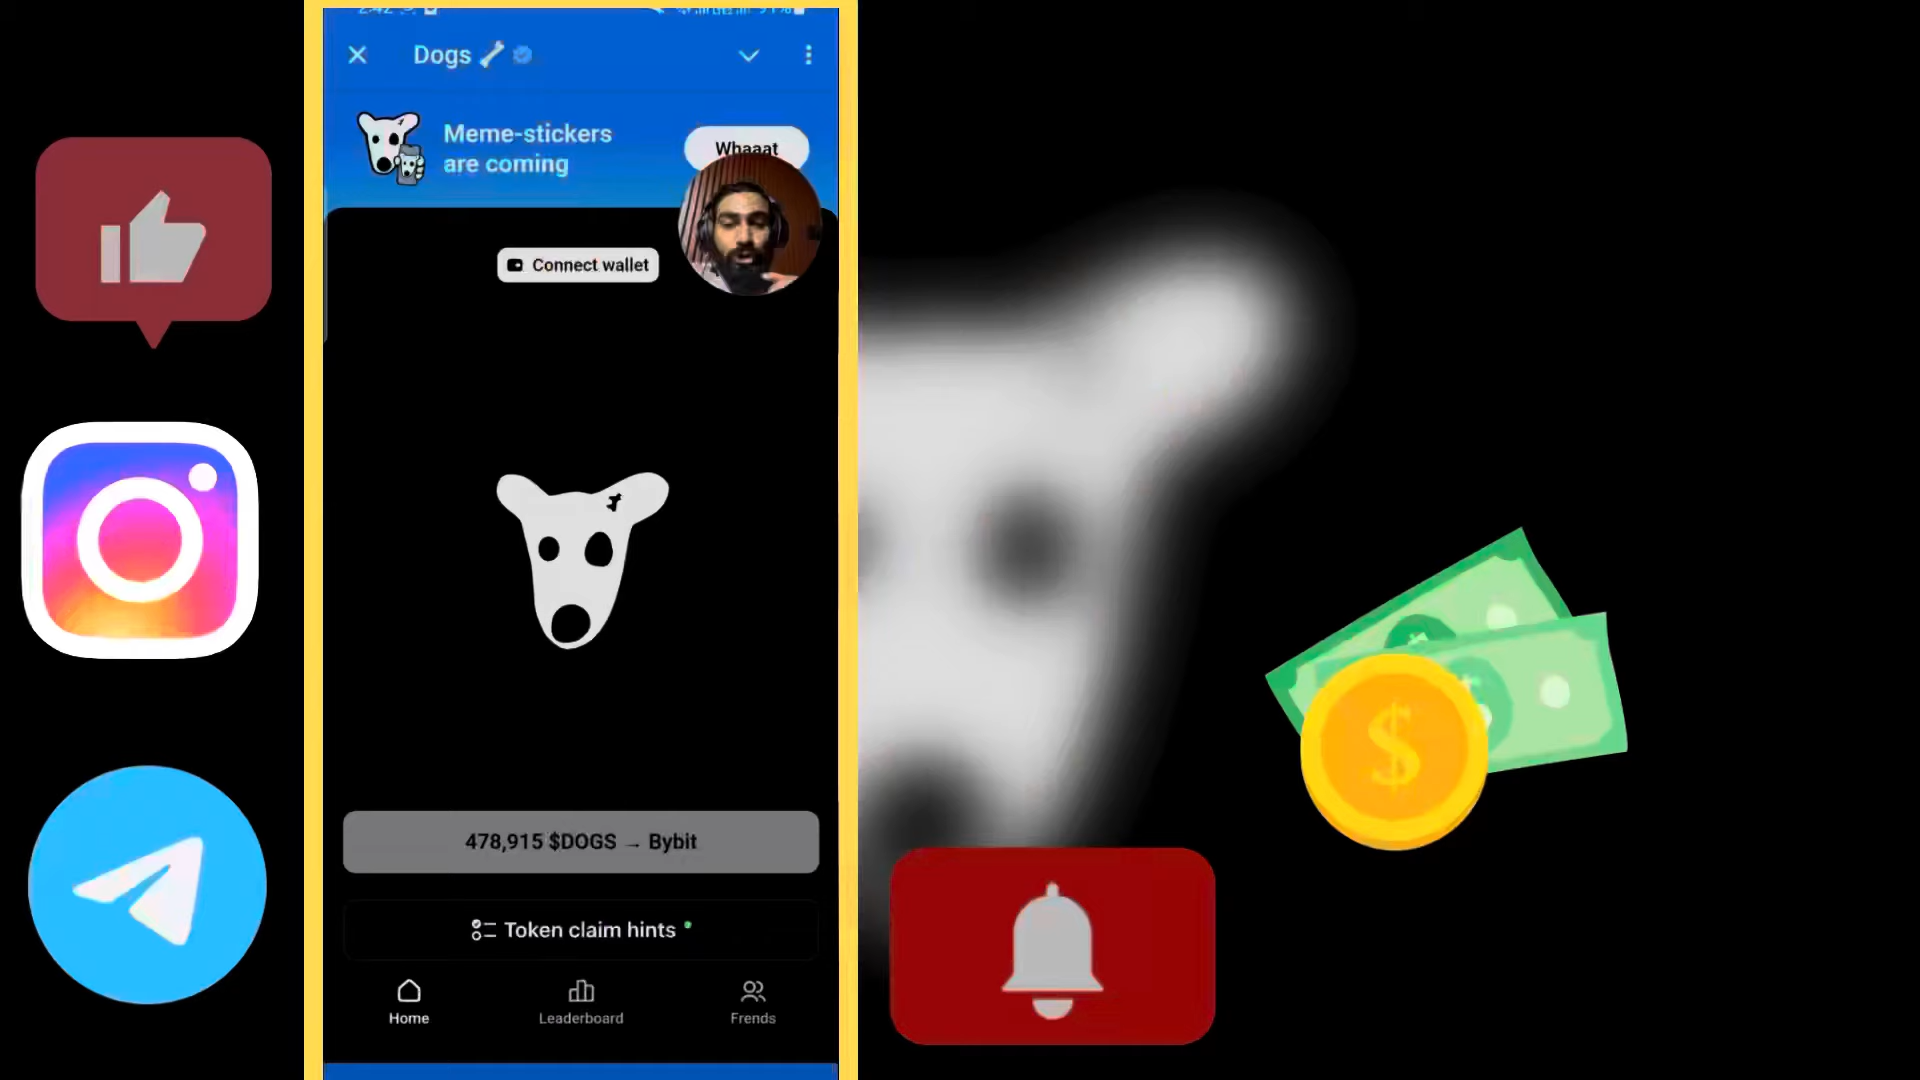 Dogs
Meme-stickers
are coming
Whaaat
Connect wallet
478,915 $DOGS → Bybit
Token claim hints
Home
Leaderboard
Frends
$